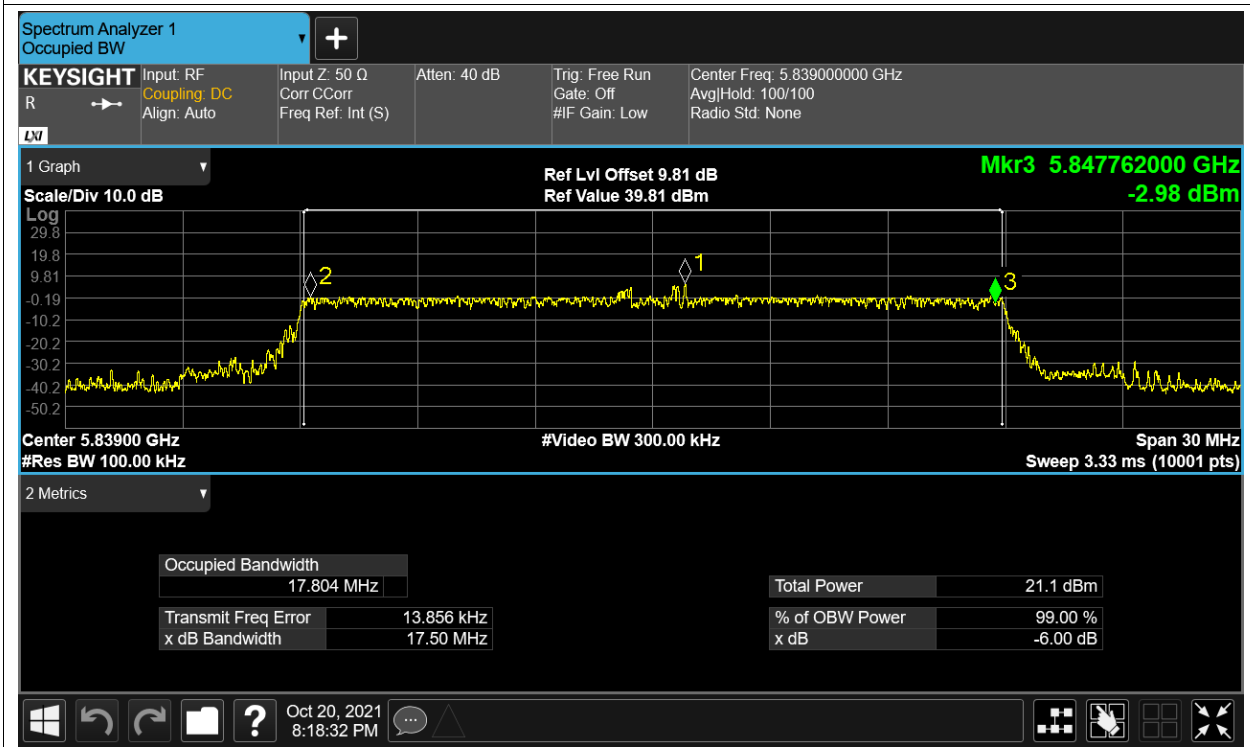 Spectrum Analyzer 1
Occupied BW
KEYSIGHT
R
LXI
Input: RF
Coupling: DC
Align: Auto
Input Z: 50 Ω
Corr CCorr
Freq Ref: Int (S)
Atten: 40 dB
Trig: Free Run
Gate: Off
#IF Gain: Low
Center Freq: 5.839000000 GHz
Avg|Hold: 100/100
Radio Std: None
1 Graph
Scale/Div 10.0 dB
Ref Lvl Offset 9.81 dB
Ref Value 39.81 dBm
Mkr3 5.847762000 GHz
-2.98 dBm
Log
29.8
19.8
9.81
-0.19
-10.2
-20.2
-30.2
-40.2
-50.2
2
1
3
Center 5.83900 GHz
#Res BW 100.00 kHz
#Video BW 300.00 kHz
Span 30 MHz
Sweep 3.33 ms (10001 pts)
2 Metrics
Occupied Bandwidth
17.804 MHz
Transmit Freq Error 13.856 kHz
x dB Bandwidth 17.50 MHz
Total Power 21.1 dBm
% of OBW Power 99.00 %
x dB -6.00 dB
?
Oct 20, 2021
8:18:32 PM